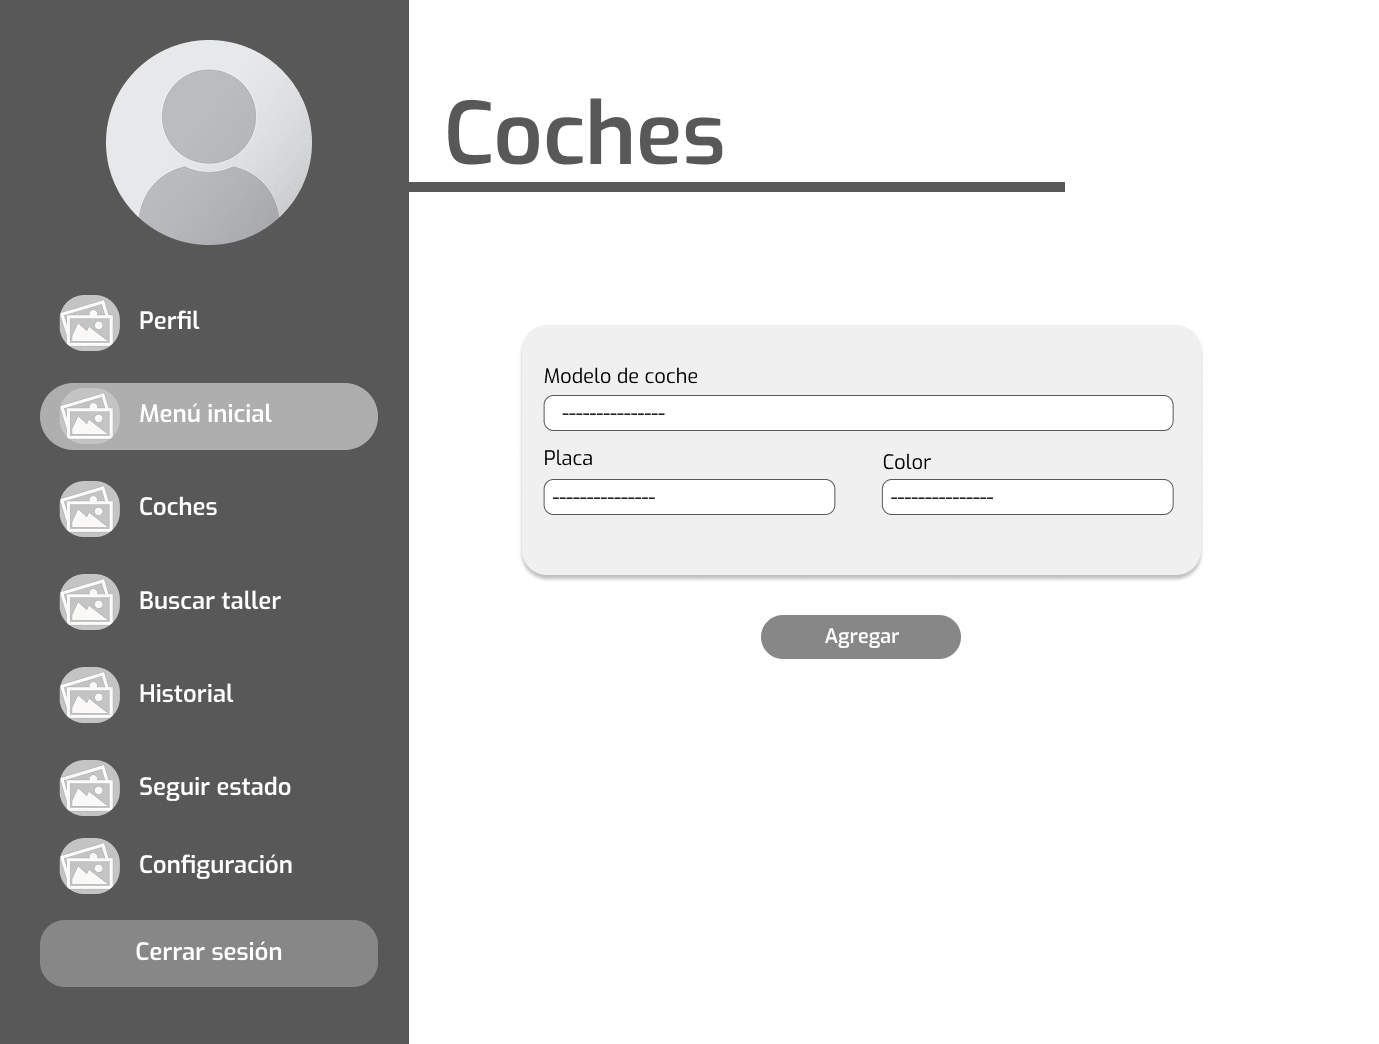 Coches
Perfil
Menú inicial
Coches
Buscar taller
Historial
Seguir estado
Configuración
Cerrar sesión
Modelo de coche
---------------
Placa
Color
---------------
---------------
Agregar